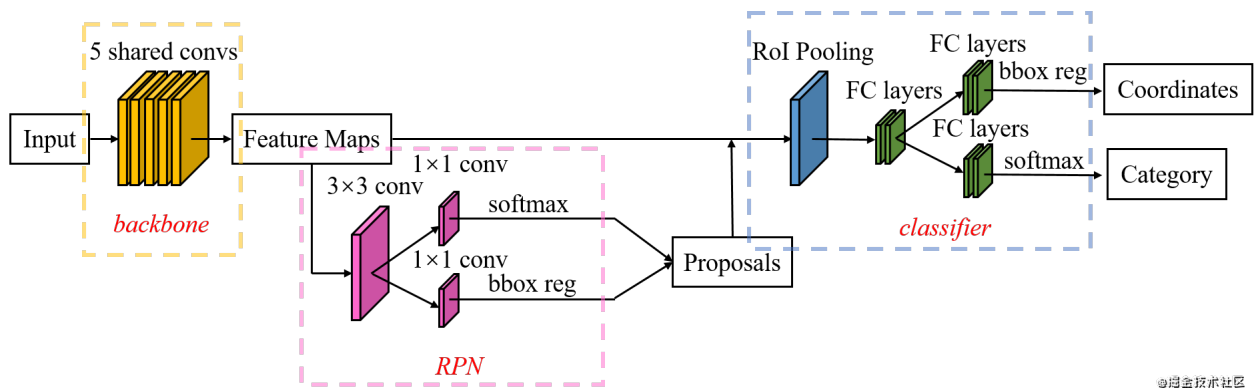 5 shared convs
Input
Feature Maps
backbone
3×3 conv
1×1 conv
softmax
1×1 conv
bbox reg
RPN
Proposals
RoI Pooling
FC layers
FC layers
bbox reg
Coordinates
FC layers
softmax
Category
classifier
@掘金技术社区